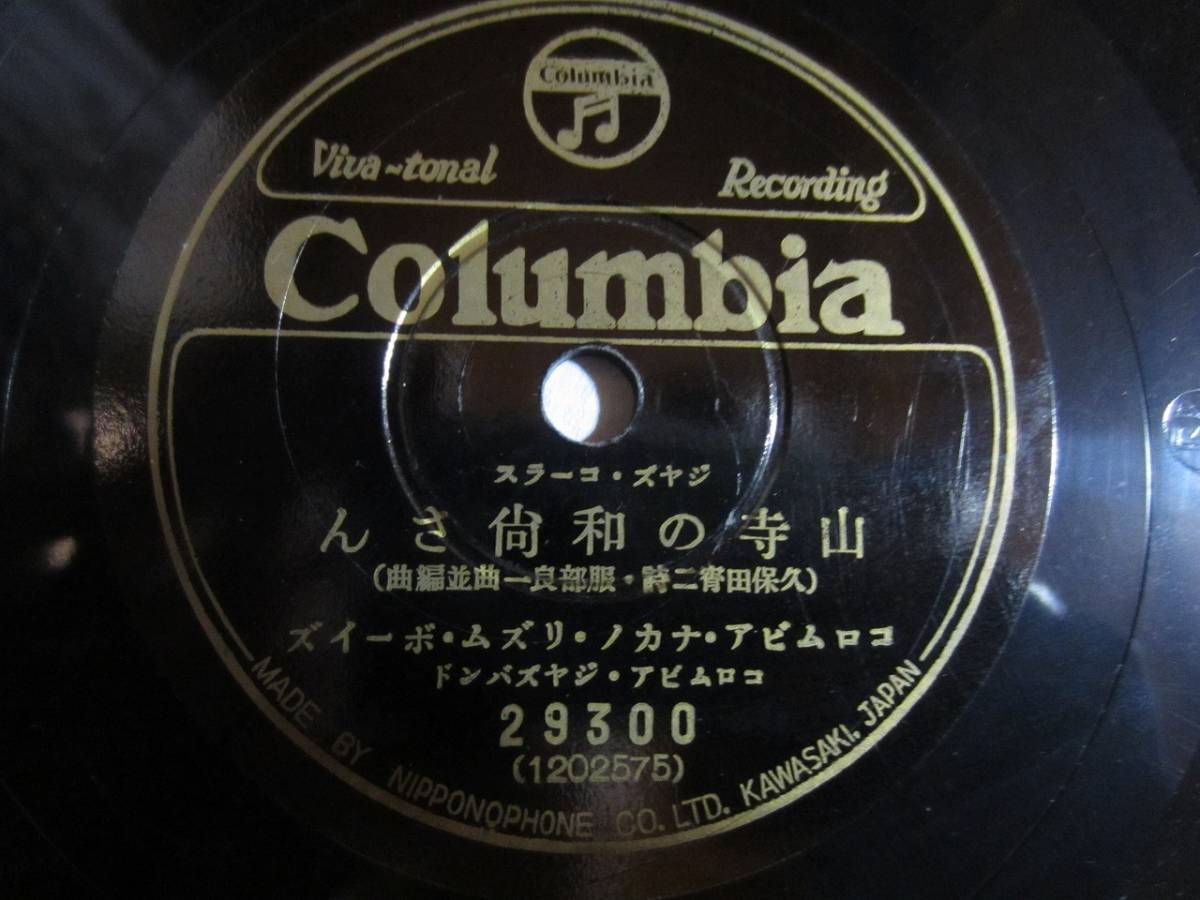 Columbia
Viva~tonal Recording
Columbia
ジヤズ・コーラス
山寺の和尚さん
(久保田宵二詩・服部良一曲並編曲)
コロムビア・ナカノ・リズム・ボーイズ
コロムビア・ジヤズバンド
29300
(1202575)
MADE BY NIPPONOPHONE CO. LTD. KAWASAKI, JAPAN